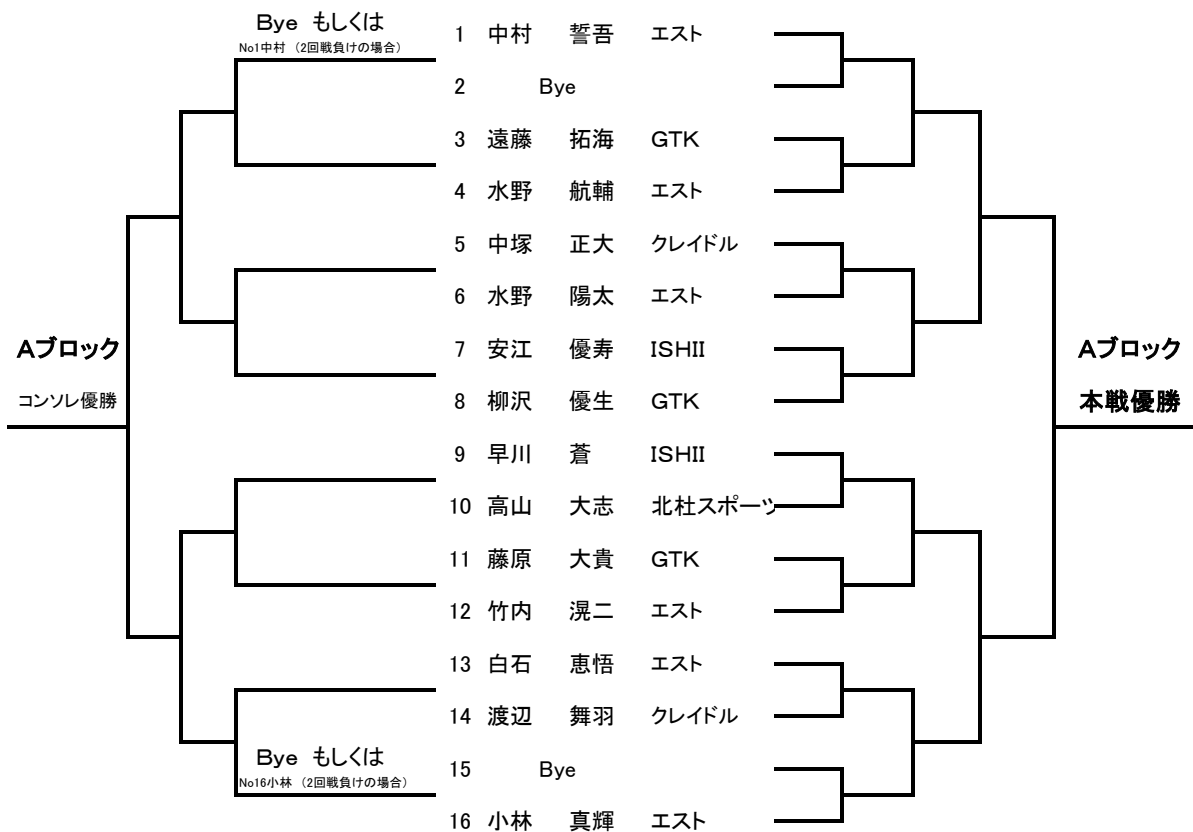 Bye もしくは
No1中村 （2回戦負けの場合）
1 中村 誓吾 エスト
2 Bye
3 遠藤 拓海 GTK
4 水野 航輔 エスト
5 中塚 正大 クレイドル
6 水野 陽太 エスト
7 安江 優寿 ISHII
8 柳沢 優生 GTK
9 早川 蒼 ISHII
10 高山 大志 北杜スポーツ
11 藤原 大貴 GTK
12 竹内 滉二 エスト
13 白石 恵悟 エスト
14 渡辺 舞羽 クレイドル
15 Bye
16 小林 真輝 エスト
Aブロック
コンソレ優勝
Bye もしくは
No16小林 （2回戦負けの場合）
Aブロック
本戦優勝